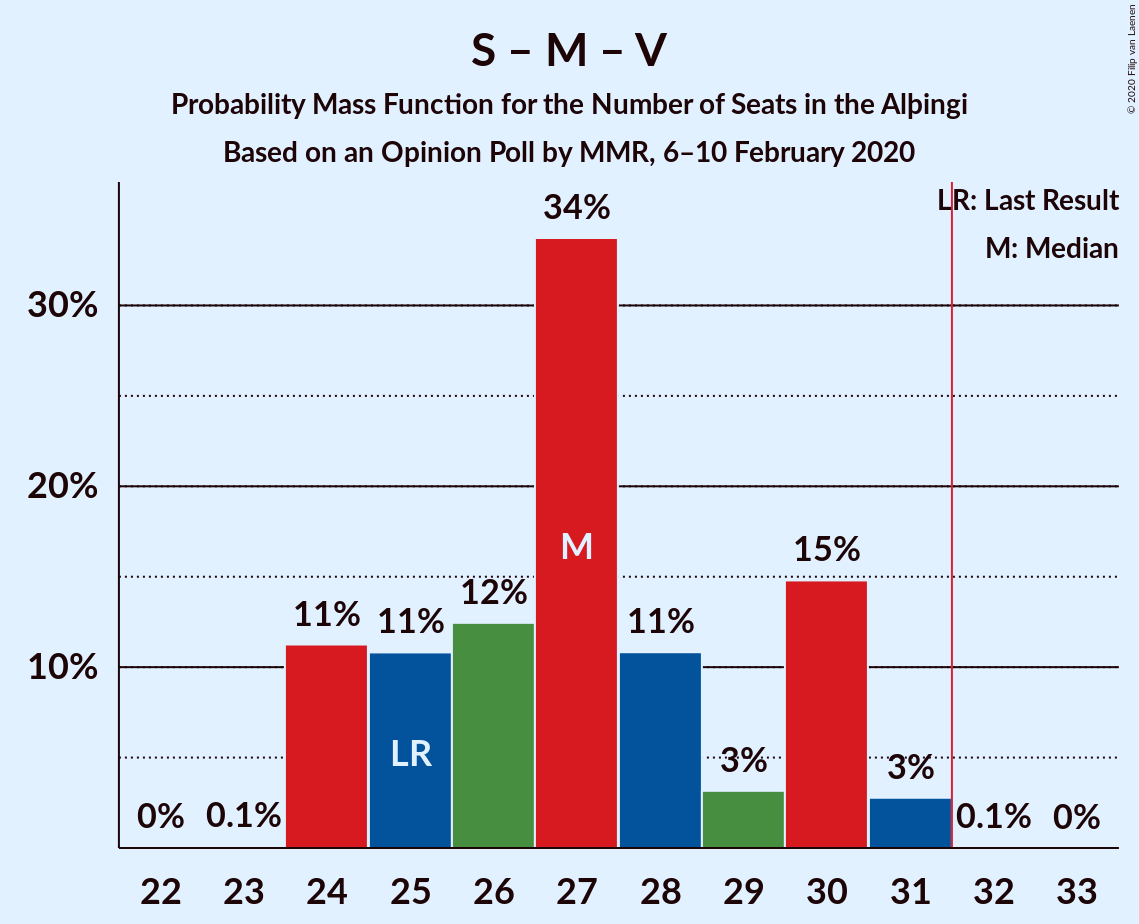 S – M – V
Probability Mass Function for the Number of Seats in the Alþingi
Based on an Opinion Poll by MMR, 6–10 February 2020
© 2020 Filip van Laenen
LR: Last Result
M: Median
34%
30%
20%
10%
M
15%
12%
11%
11%
11%
LR
3%
3%
0%
0.1%
0.1%
0%
22 23 24 25 26 27 28 29 30 31 32 33